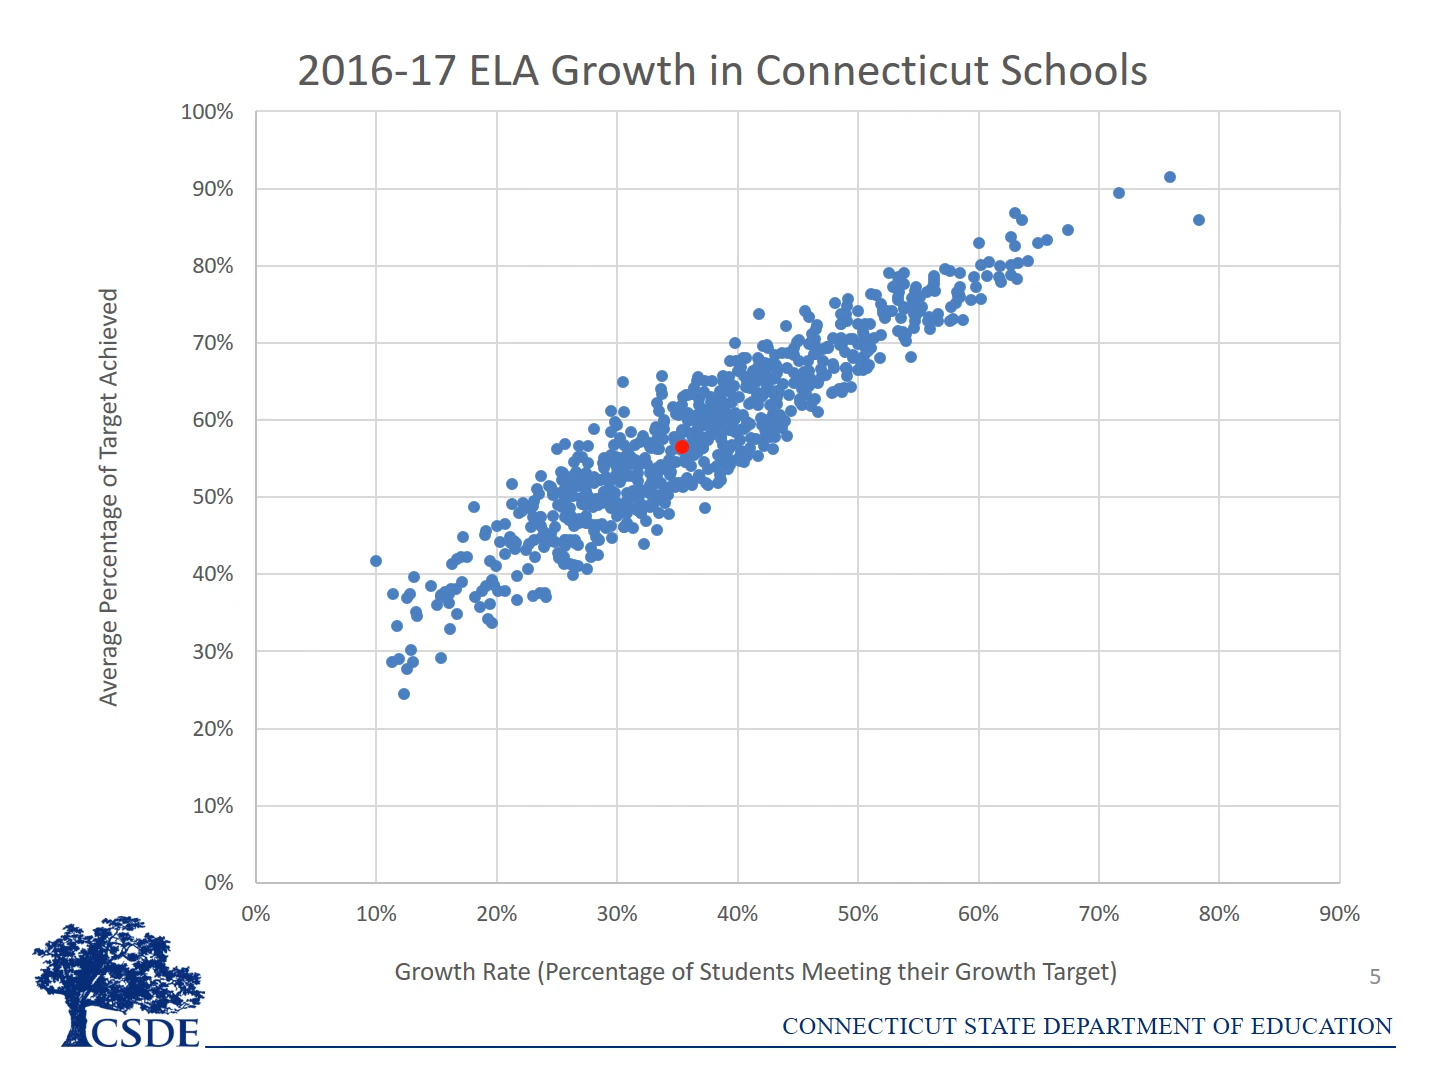 2016-17 ELA Growth in Connecticut Schools
100%
90%
80%
70%
60%
50%
40%
30%
20%
10%
0%
Average Percentage of Target Achieved
0% 10% 20% 30% 40% 50% 60% 70% 80% 90%
Growth Rate (Percentage of Students Meeting their Growth Target)
5
CSDE
CONNECTICUT STATE DEPARTMENT OF EDUCATION